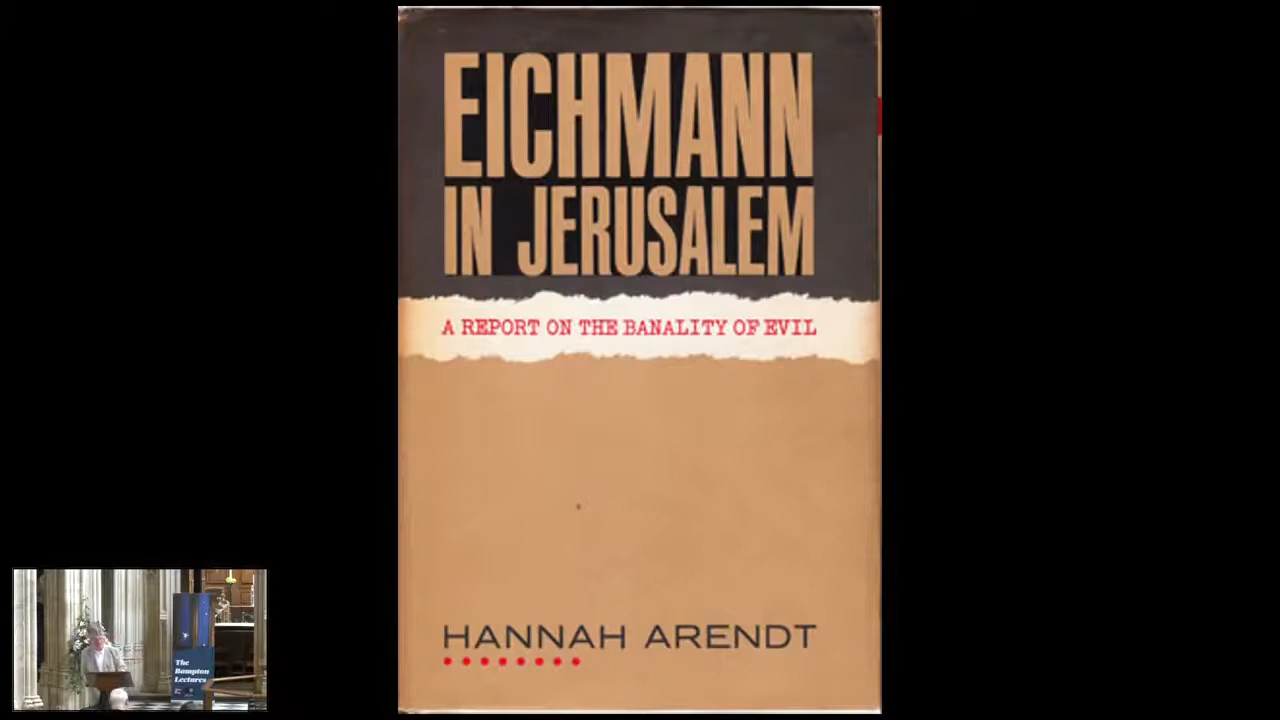 EICHMANN
IN JERUSALEM
A REPORT ON THE BANALITY OF EVIL
HANNAH ARENDT
The
Bampton
Lectures